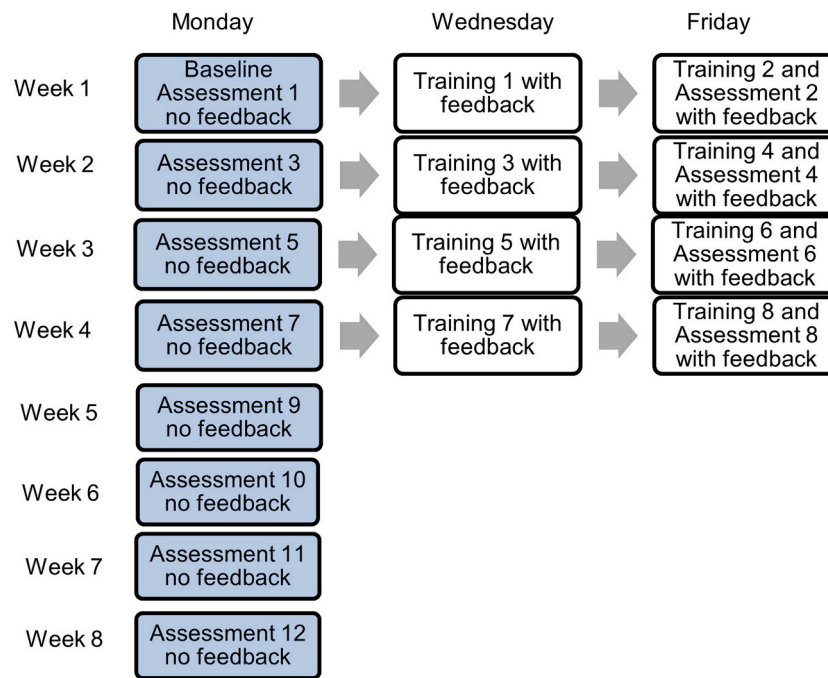 Monday
Wednesday
Friday
Week 1
Baseline
Assessment 1
no feedback
Training 1 with
feedback
Training 2 and
Assessment 2
with feedback
Week 2
Assessment 3
no feedback
Training 3 with
feedback
Training 4 and
Assessment 4
with feedback
Week 3
Assessment 5
no feedback
Training 5 with
feedback
Training 6 and
Assessment 6
with feedback
Week 4
Assessment 7
no feedback
Training 7 with
feedback
Training 8 and
Assessment 8
with feedback
Week 5
Assessment 9
no feedback
Week 6
Assessment 10
no feedback
Week 7
Assessment 11
no feedback
Week 8
Assessment 12
no feedback